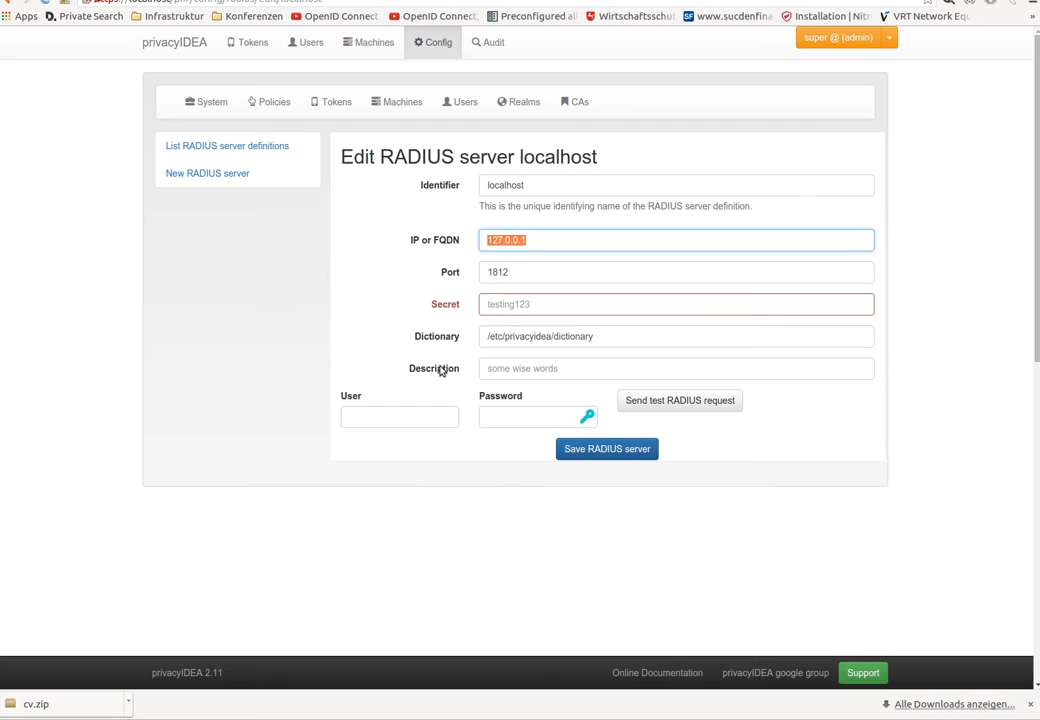 Apps Private Search Infrastruktur Konferenzen OpenID Connect OpenID Connect, Preconfigured al Wirtschaftsschut SF www.sucdenfina Installation | Nitr VRT Network Equ »
privacyIDEA Tokens Users Machines Config Audit super @ (admin)
System Policies Tokens Machines Users Realms CAs
List RADIUS server definitions
New RADIUS server
Edit RADIUS server localhost
Identifier localhost
This is the unique identifying name of the RADIUS server definition.
IP or FQDN 127.0.0.1
Port 1812
Secret testing123
Dictionary /etc/privacyidea/dictionary
Description some wise words
User Password Send test RADIUS request
Save RADIUS server
privacyIDEA 2.11 Online Documentation privacyIDEA google group Support
cv.zip Alle Downloads anzeigen... ×